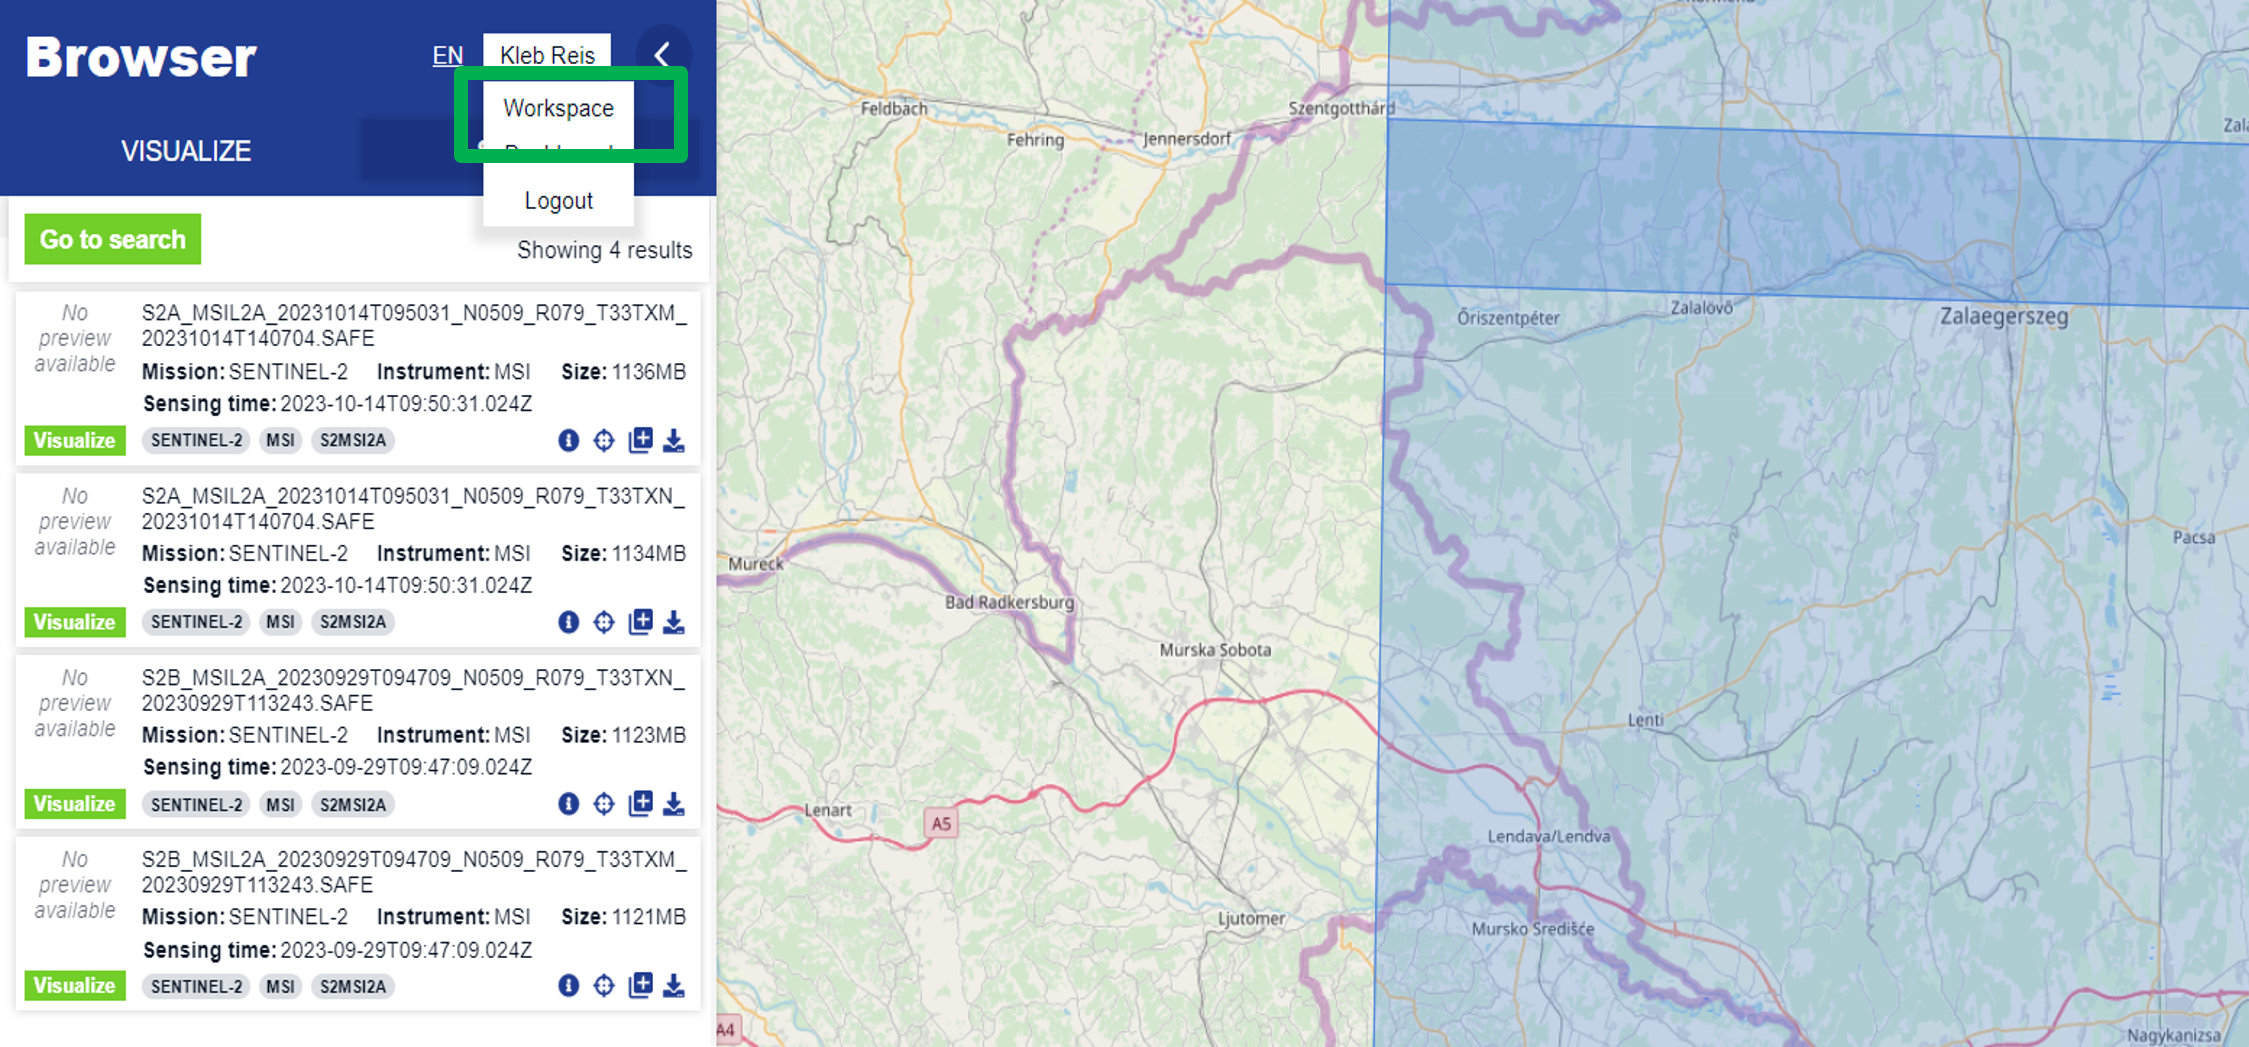 Browser
EN
Kleb Reis
Workspace
Logout
VISUALIZE
Go to search
Showing 4 results
No preview available
S2A_MSIL2A_20231014T095031_N0509_R079_T33TXM_
20231014T140704.SAFE
Mission: SENTINEL-2 Instrument: MSI Size: 1136MB
Sensing time: 2023-10-14T09:50:31.024Z
Visualize SENTINEL-2 MSI S2MSI2A
No preview available
S2A_MSIL2A_20231014T095031_N0509_R079_T33TXN_
20231014T140704.SAFE
Mission: SENTINEL-2 Instrument: MSI Size: 1134MB
Sensing time: 2023-10-14T09:50:31.024Z
Visualize SENTINEL-2 MSI S2MSI2A
No preview available
S2B_MSIL2A_20230929T094709_N0509_R079_T33TXN_
20230929T113243.SAFE
Mission: SENTINEL-2 Instrument: MSI Size: 1123MB
Sensing time: 2023-09-29T09:47:09.024Z
Visualize SENTINEL-2 MSI S2MSI2A
No preview available
S2B_MSIL2A_20230929T094709_N0509_R079_T33TXM_
20230929T113243.SAFE
Mission: SENTINEL-2 Instrument: MSI Size: 1121MB
Sensing time: 2023-09-29T09:47:09.024Z
Visualize SENTINEL-2 MSI S2MSI2A
Feldbach
Szentgotthárd
Fehring
Jennersdorf
Őriszentpéter
Zalalövő
Zalaegerszeg
Pacsa
Mureck
Bad Radkersburg
Murska Sobota
Lenti
Lenart
A5
Lendava/Lendva
Ljutomer
Mursko Središće
A4
Nagykanizsa